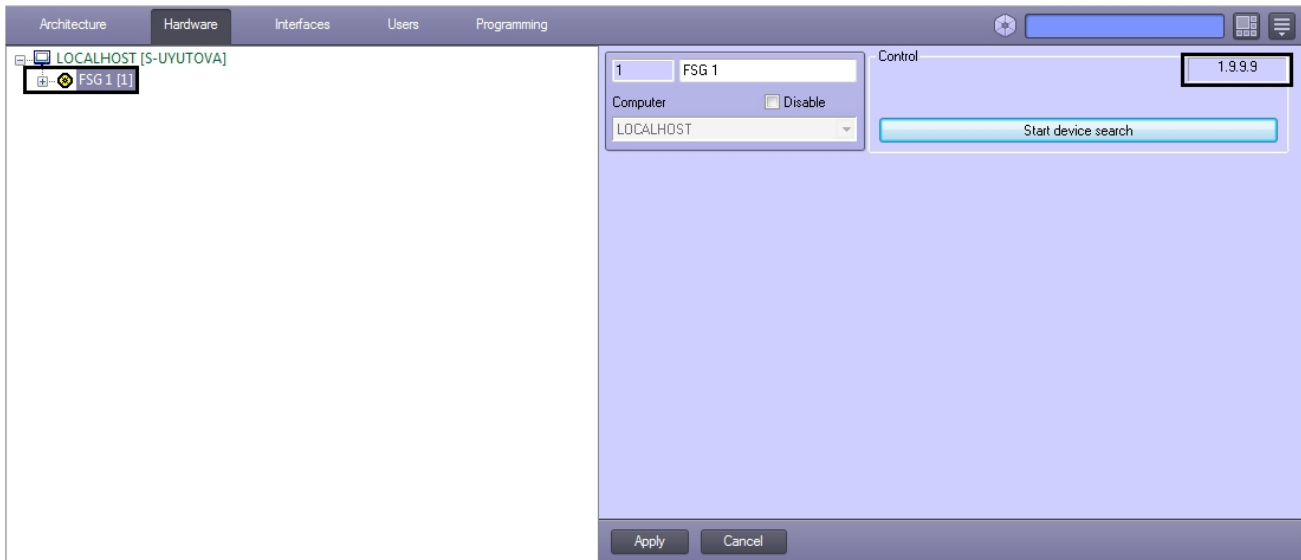 Architecture Hardware Interfaces Users Programming
LOCALHOST [S-UYUTOVA]
FSG 1 [1]
1 FSG 1
Computer Disable
LOCALHOST
Control
1.9.9.9
Start device search
Apply Cancel